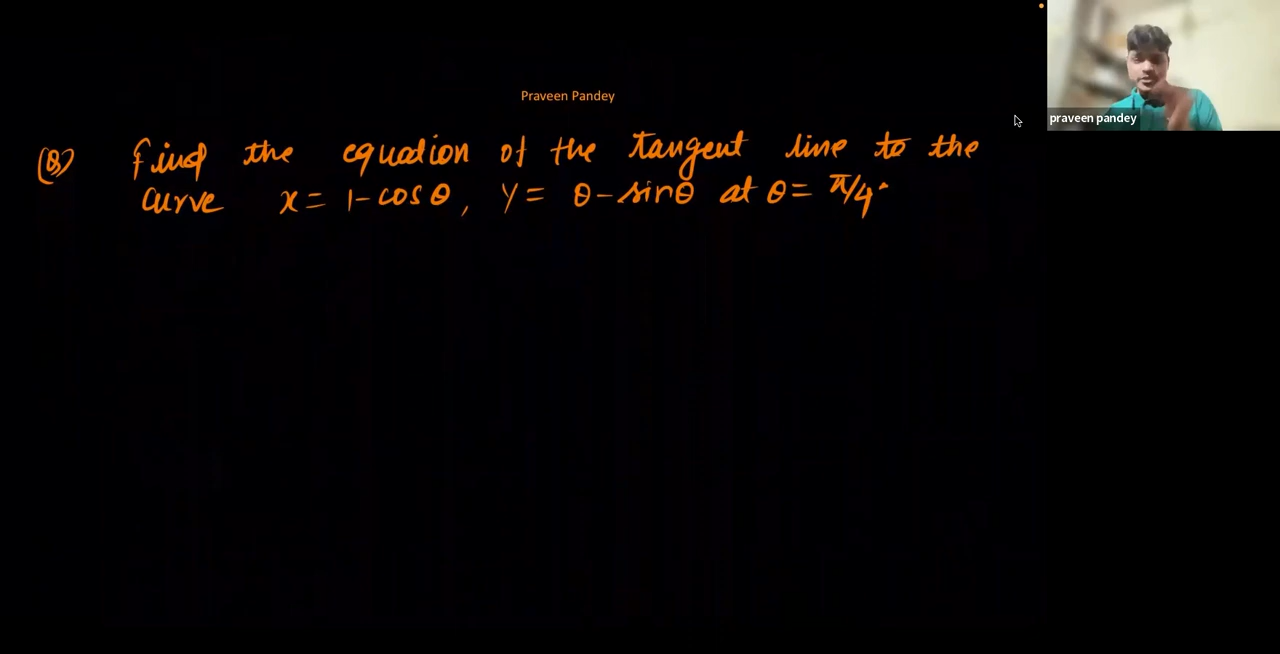 Praveen Pandey
praveen pandey
(Q) Find the equation of the tangent line to the
curve x = 1-cosθ, y = θ-sinθ at θ = π/4.